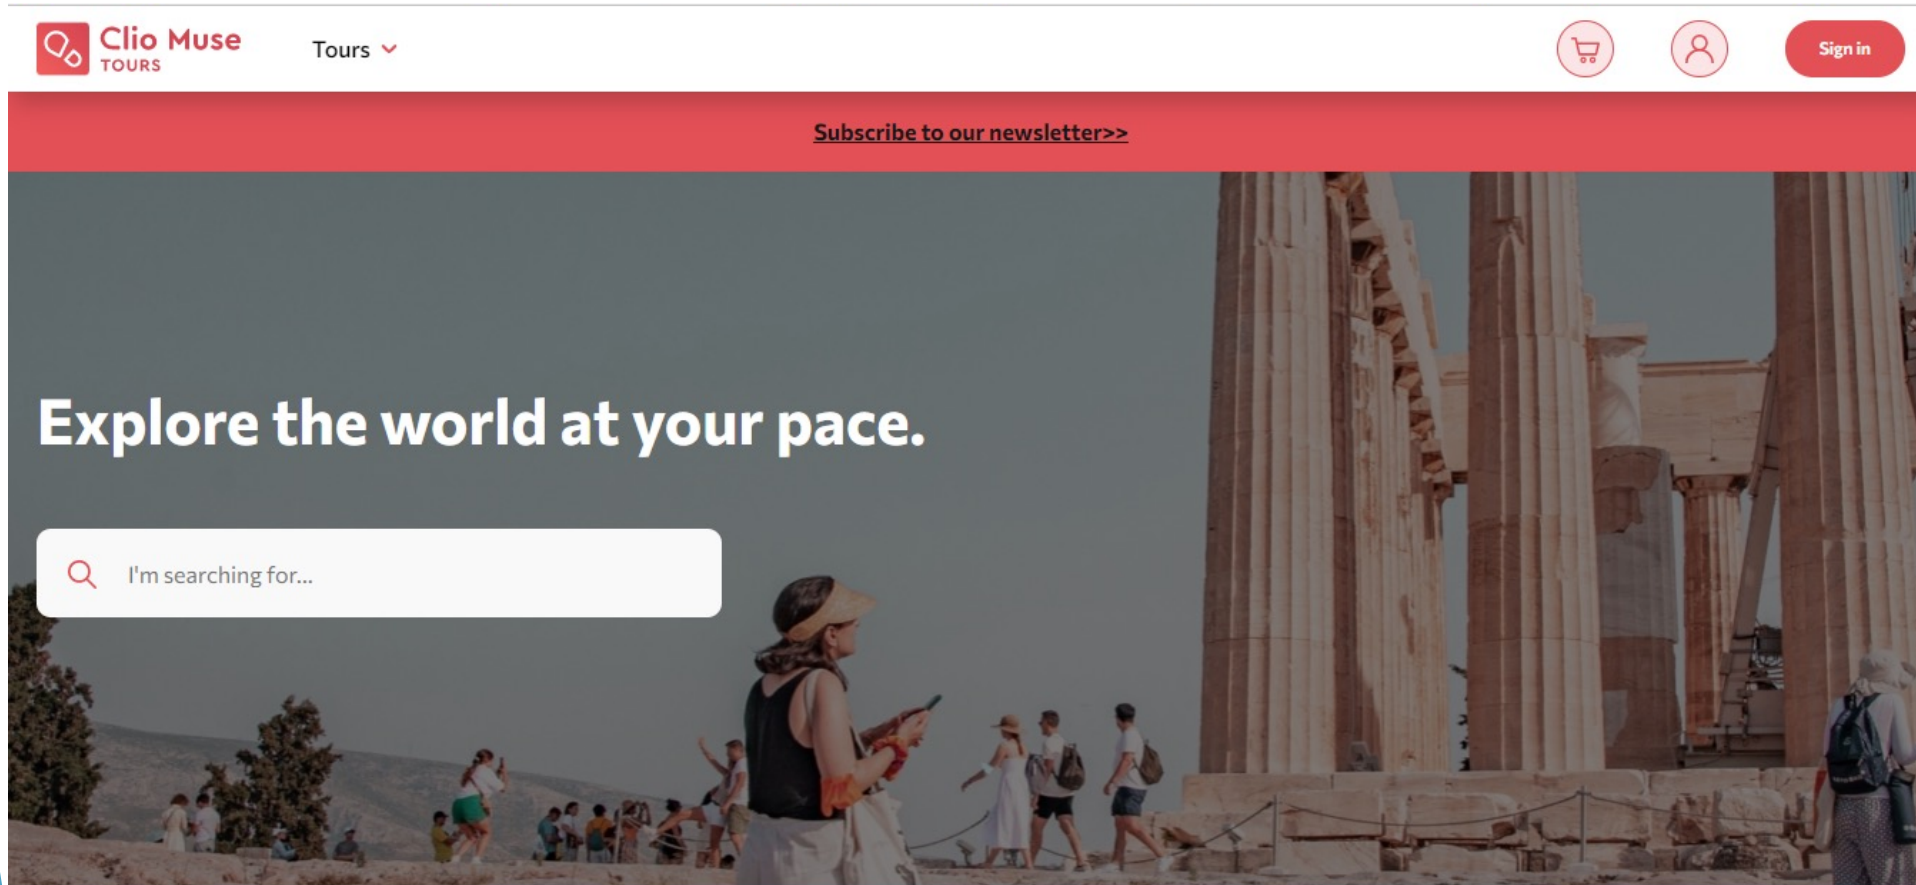 Clio Muse
TOURS
Tours
Sign in
Subscribe to our newsletter>>
Explore the world at your pace.
I'm searching for...